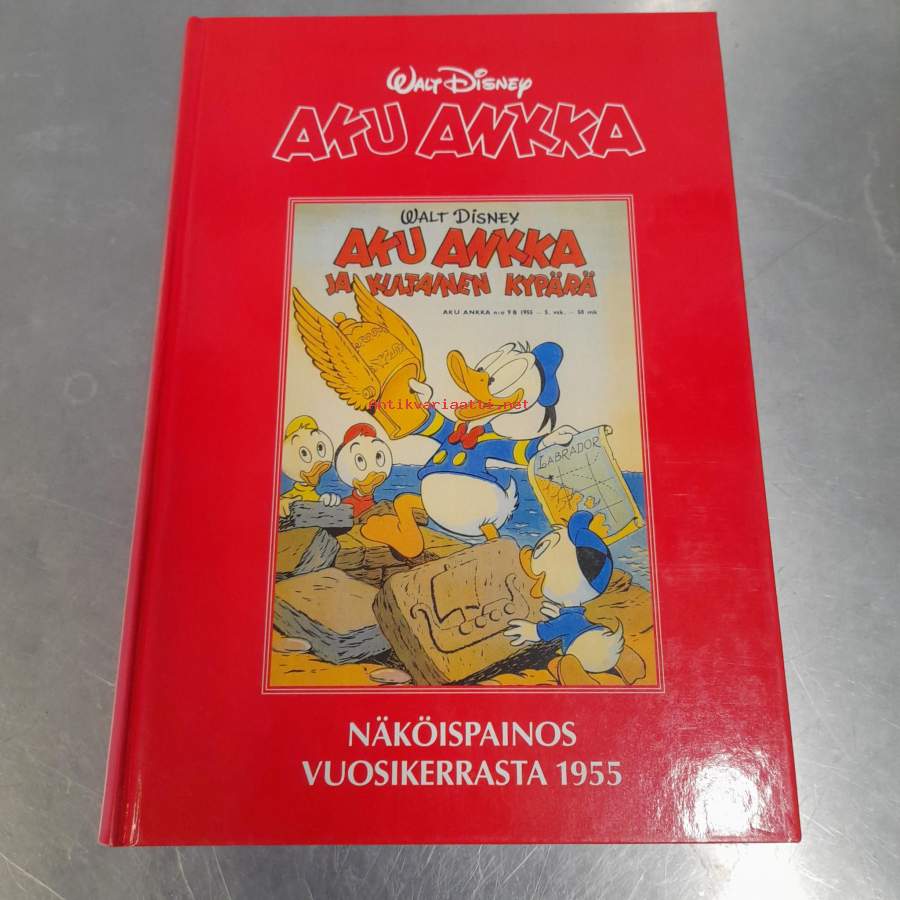 WALT DISNEY
AKU ANKKA
WALT DISNEY
AKU ANKKA
JA KULTAINEN KYPÄRÄ
AKU ANKKA n:o 9B 1955 — 5. vsk. — 50 mk
Antikvariaatti.net
LABRADOR
NÄKÖISPAINOS
VUOSIKERRASTA 1955